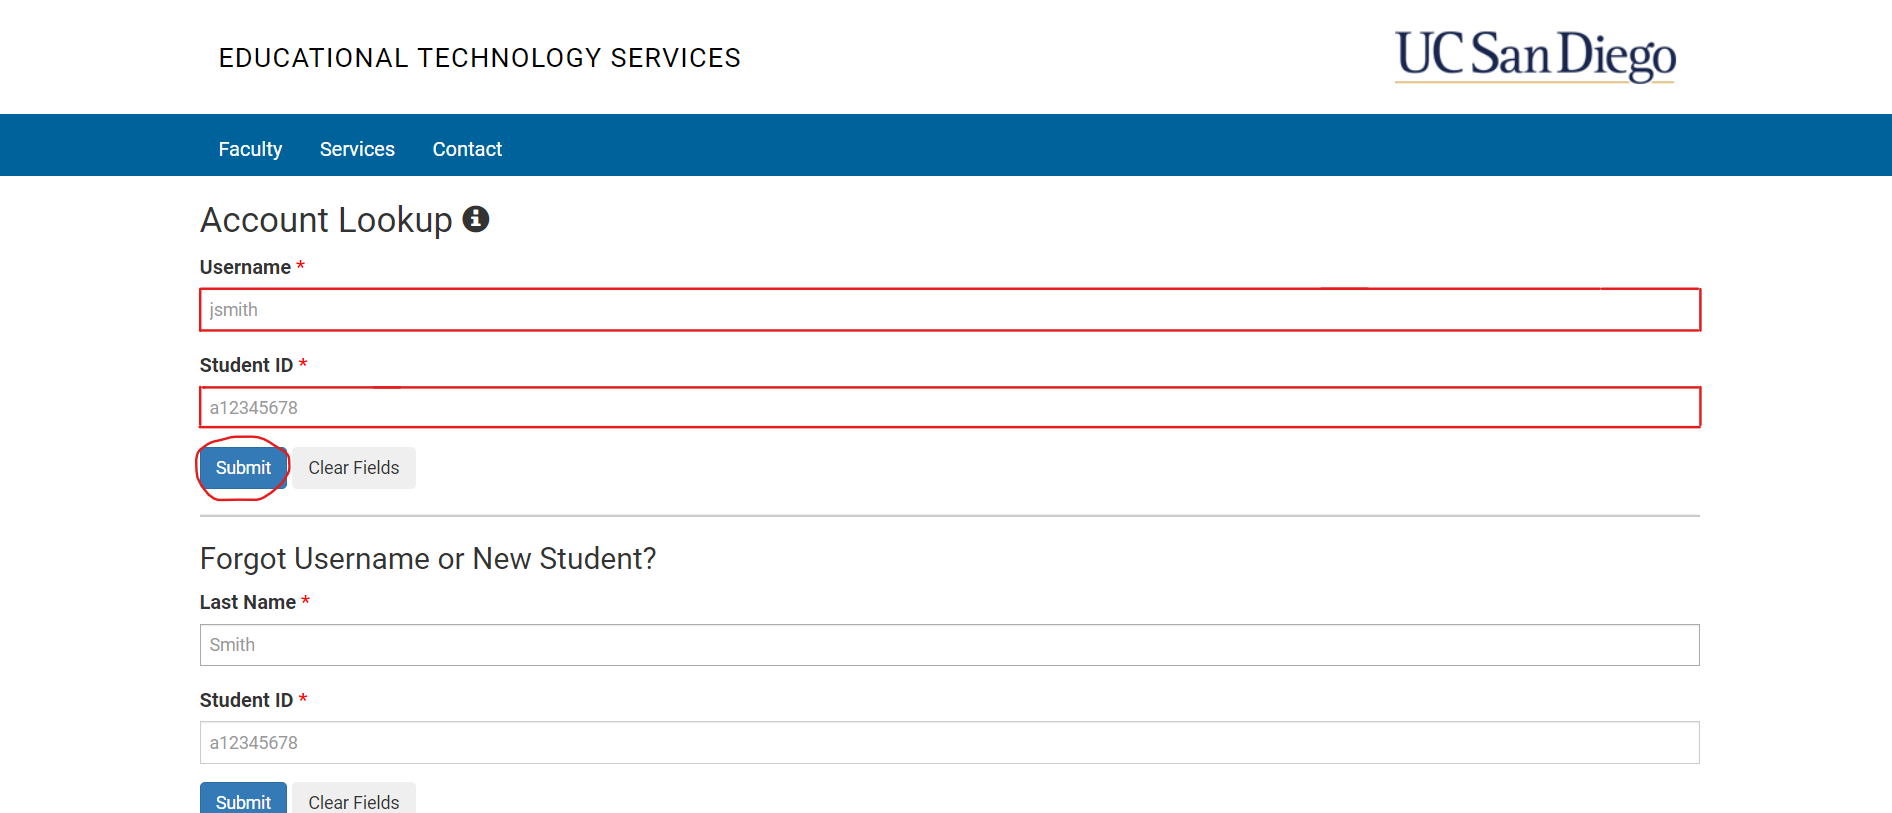 EDUCATIONAL TECHNOLOGY SERVICES
UC San Diego
Faculty Services Contact
Account Lookup
Username *
jsmith
Student ID *
a12345678
Submit Clear Fields
Forgot Username or New Student?
Last Name *
Smith
Student ID *
a12345678
Submit Clear Fields